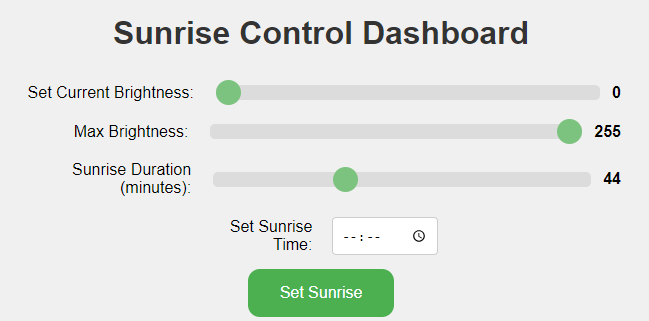 Sunrise Control Dashboard
Set Current Brightness: 0
Max Brightness: 255
Sunrise Duration
(minutes): 44
Set Sunrise
Time: --:--
Set Sunrise